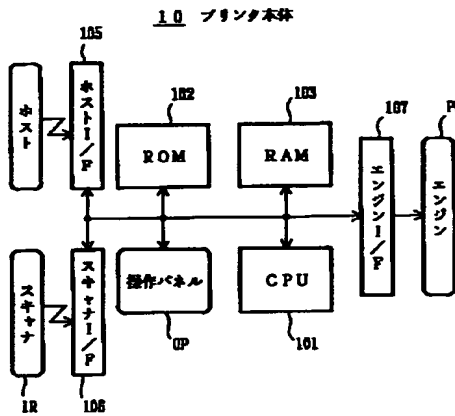 10 プリンタ本体
105
ホスト
ホストI/F
102
ROM
103
RAM
107
エンジンI/F
P
エンジン
スキャナ
スキャナI/F
操作パネル
CPU
IR
106
OP
101